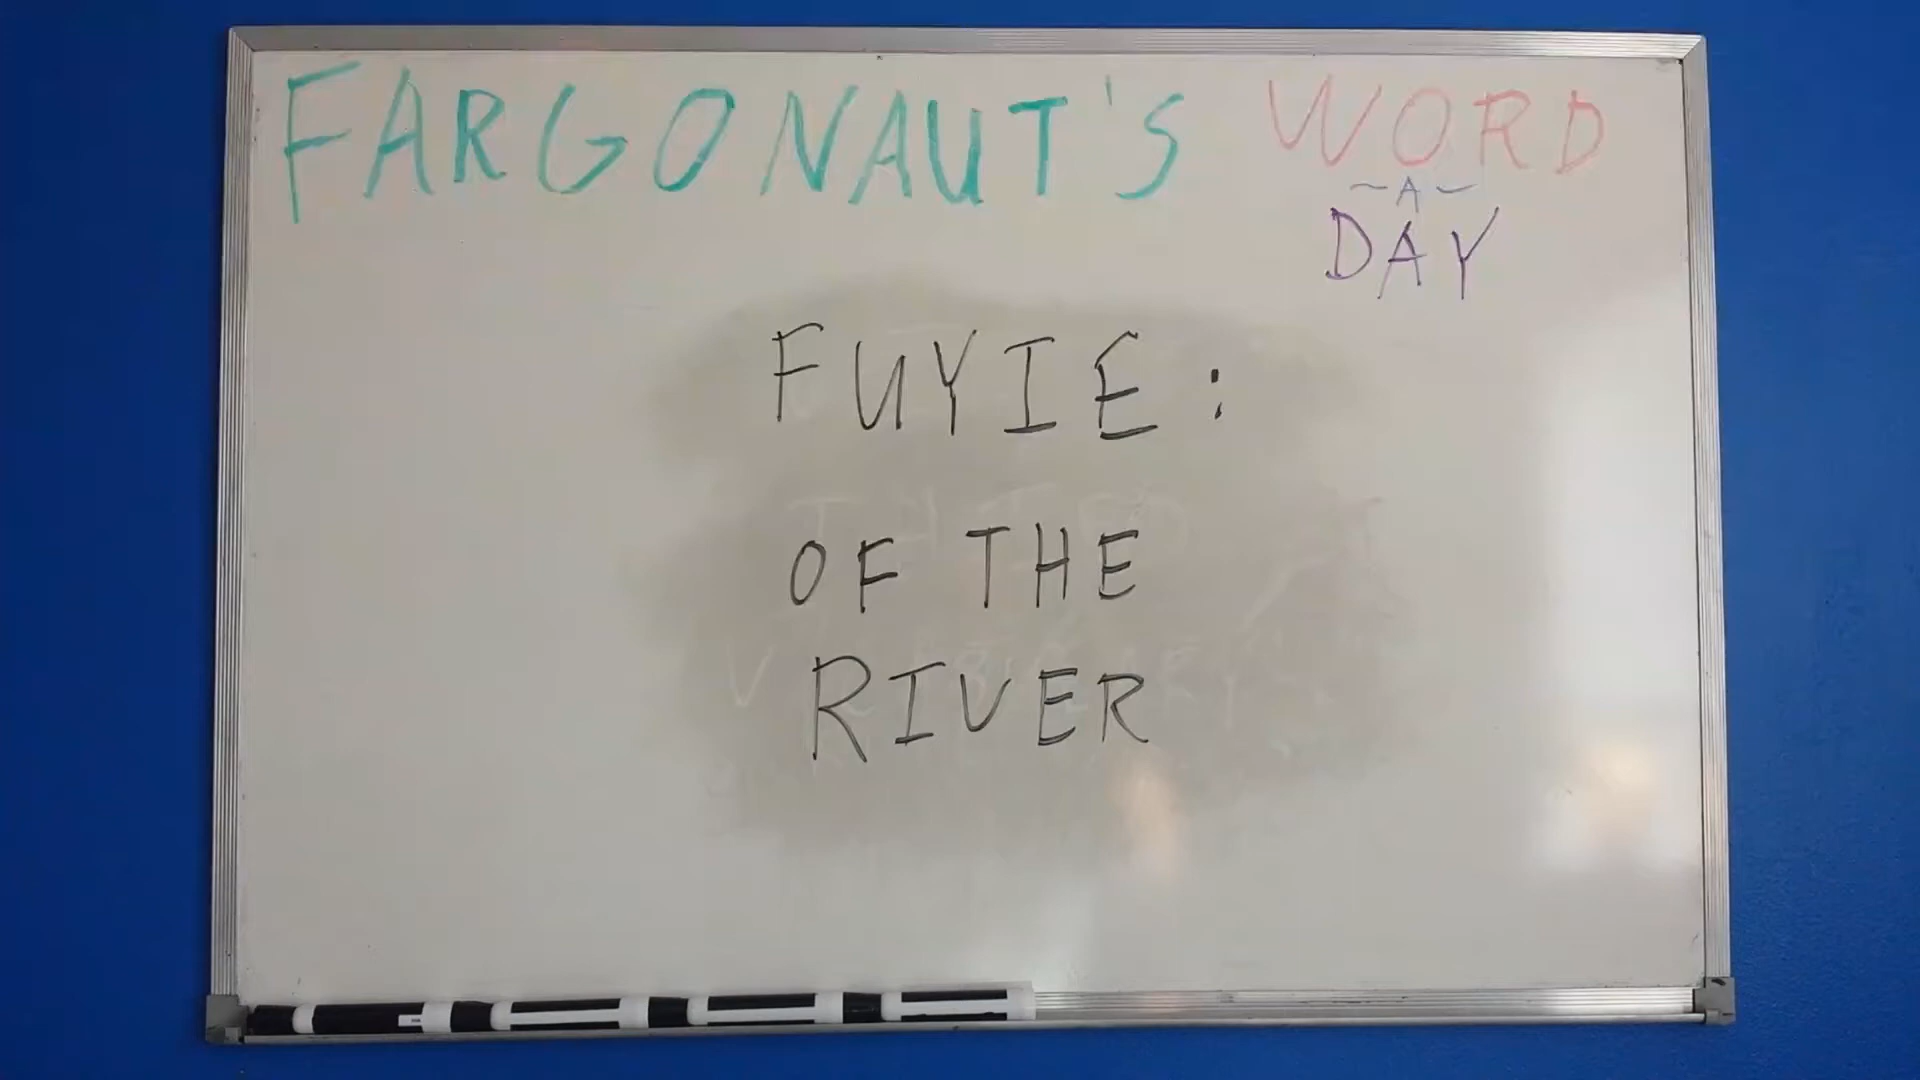 FARGONAUT'S WORD
~A~
DAY
FUYIE:
OF THE
RIVER